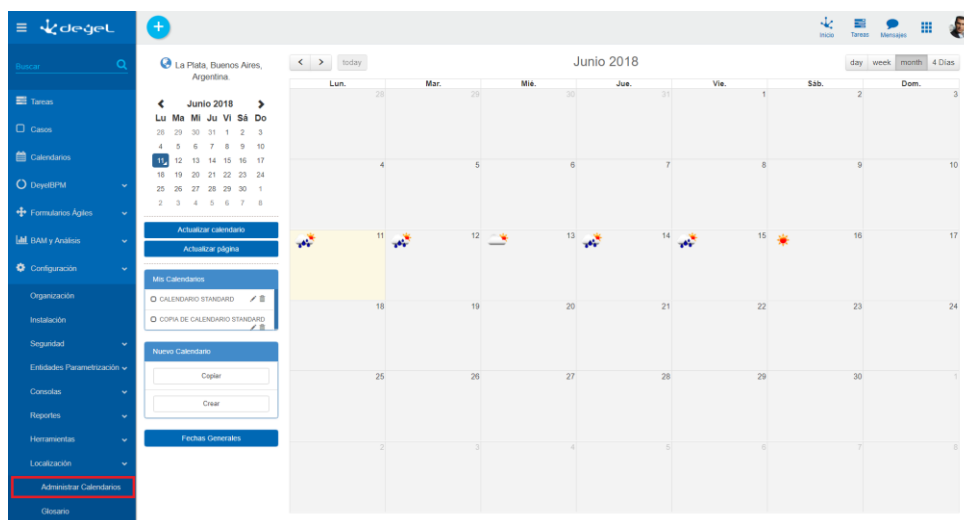 deyel
Inicio
Tareas
Mensajes
Buscar
Tareas
Casos
Calendarios
DeyelBPM
Formularios Ágiles
BAM y Análisis
Configuración
Organización
Instalación
Seguridad
Entidades Parametrización
Consolas
Reportes
Herramientas
Localización
Administrar Calendarios
Glosario
La Plata, Buenos Aires,
Argentina.
Junio 2018
Lu Ma Mi Ju Vi Sá Do
28 29 30 31 1 2 3
4 5 6 7 8 9 10
11 12 13 14 15 16 17
18 19 20 21 22 23 24
25 26 27 28 29 30 1
2 3 4 5 6 7 8
Actualizar calendario
Actualizar página
Mis Calendarios
CALENDARIO STANDARD
COPIA DE CALENDARIO STANDARD
Nuevo Calendario
Copiar
Crear
Fechas Generales
today
Junio 2018
day week month 4 Días
Lun. Mar. Mié. Jue. Vie. Sáb. Dom.
28 29 30 31 1 2 3
4 5 6 7 8 9 10
11 12 13 14 15 16 17
18 19 20 21 22 23 24
25 26 27 28 29 30 1
2 3 4 5 6 7 8